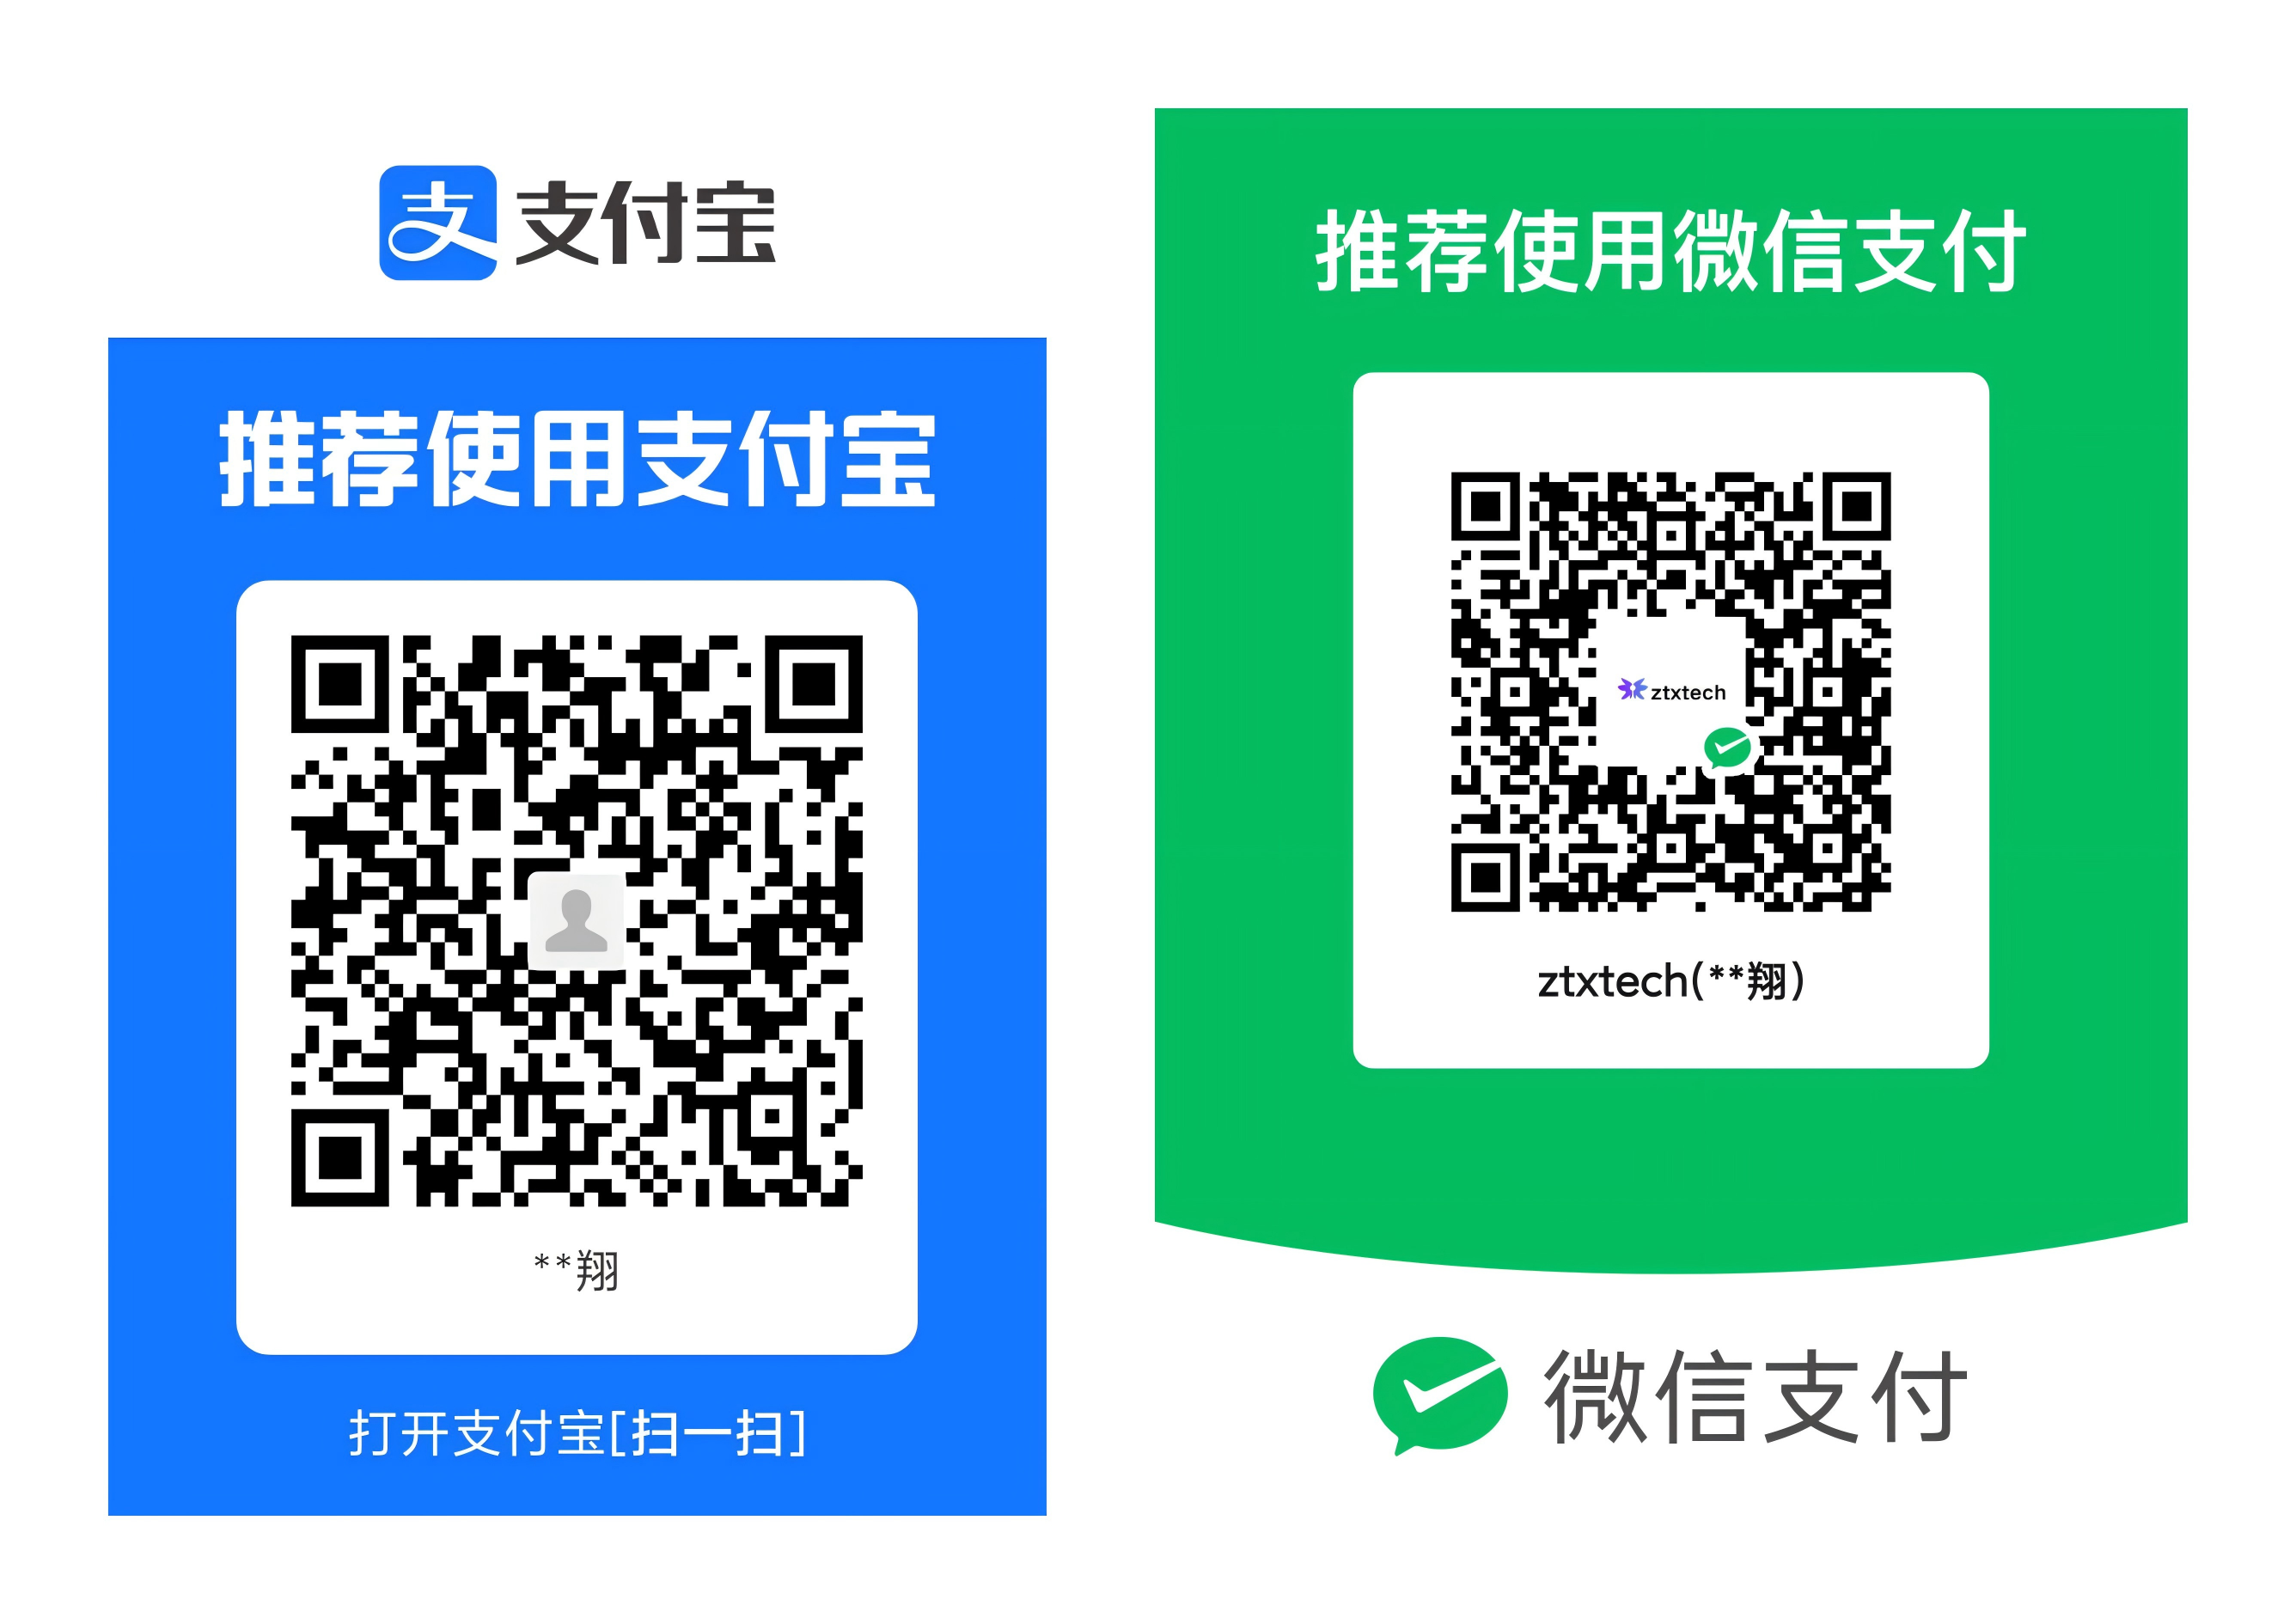 支 支付宝
推荐使用支付宝
**翔
打开支付宝[扫一扫]
推荐使用微信支付
ztxtech
ztxtech(**翔)
微信支付